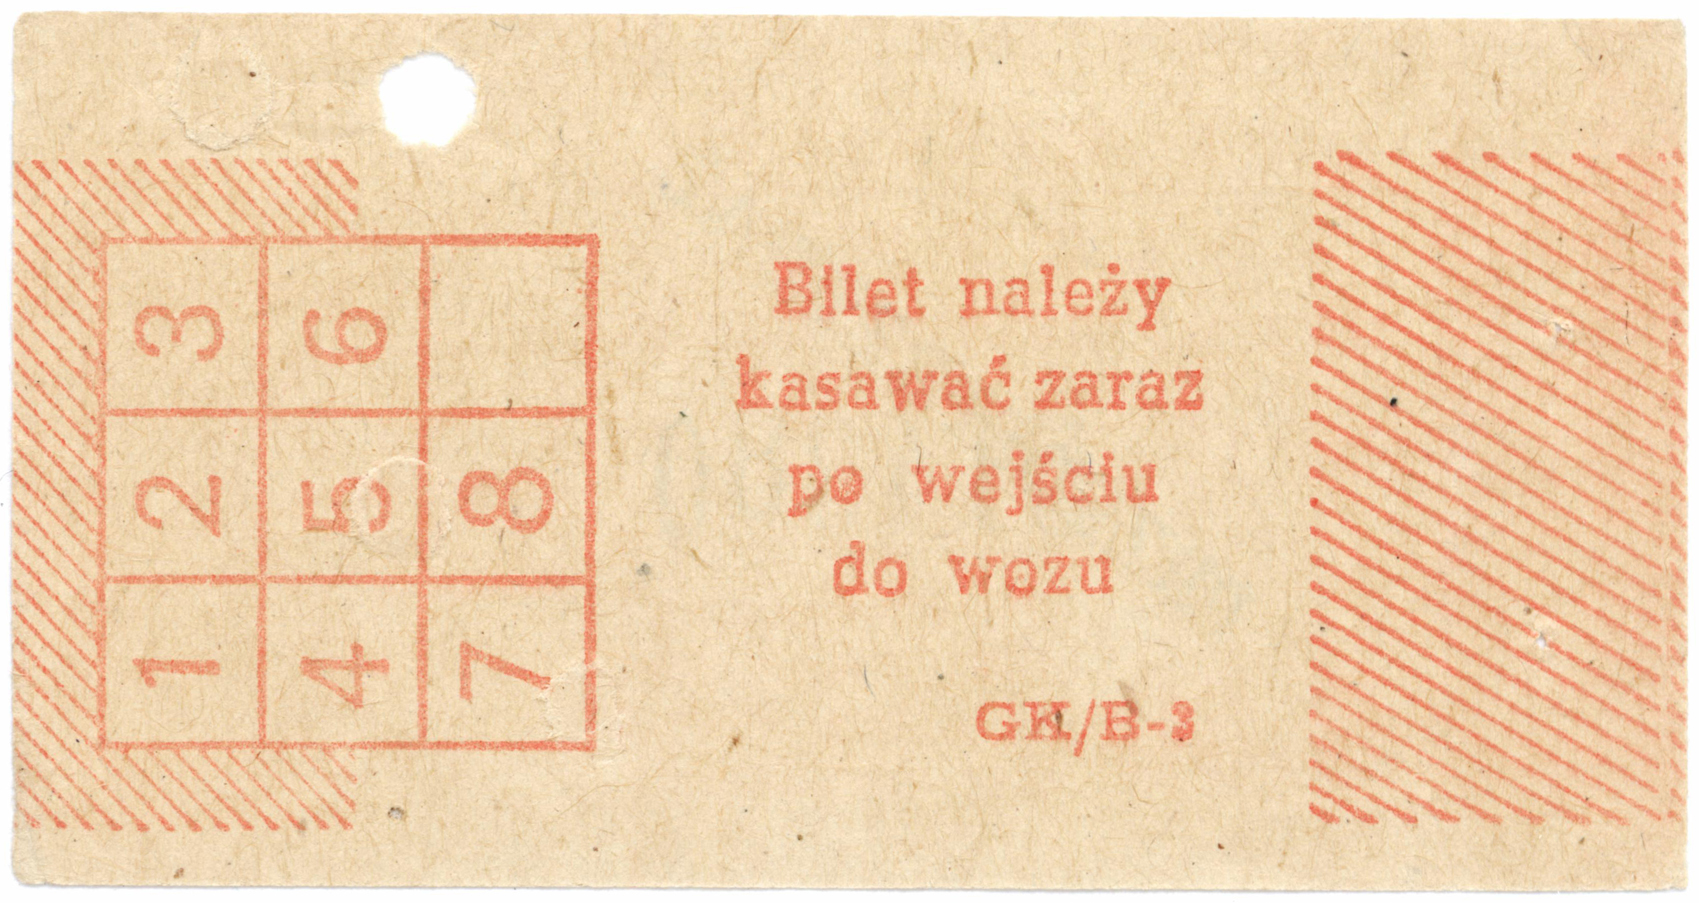 3 6
2 5 8
1 4 7
Bilet należy
kasawać zaraz
po wejściu
do wozu
GK/B-3